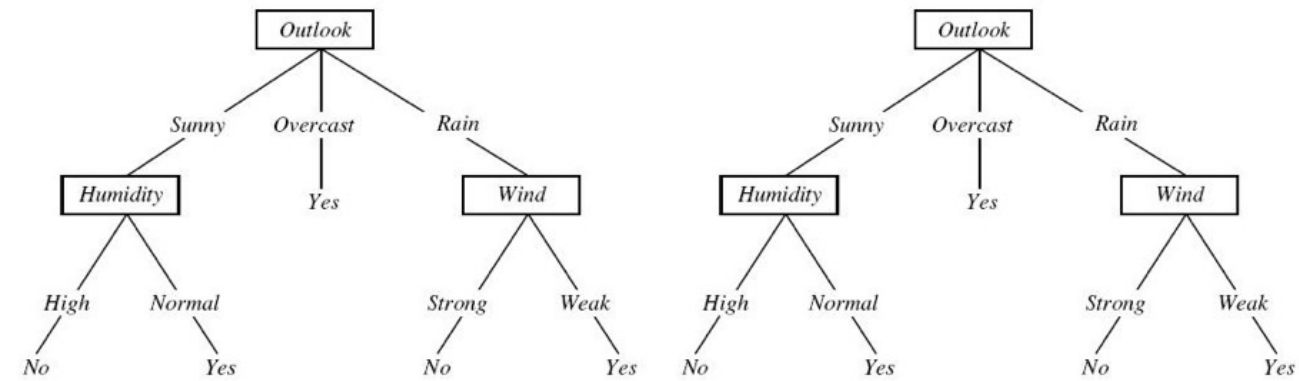 Outlook
Sunny Overcast Rain
Humidity Yes Wind
High Normal Strong Weak
No Yes No Yes
Outlook
Sunny Overcast Rain
Humidity Yes Wind
High Normal Strong Weak
No Yes No Yes